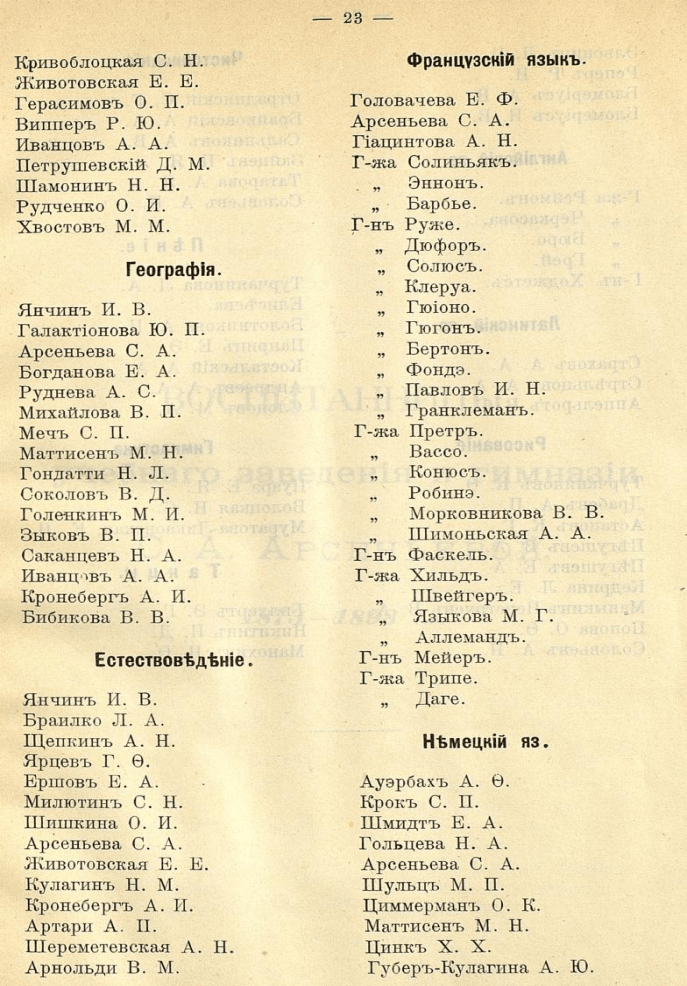 — 23 —
Кривоблоцкая С. Н.
Животовская Е. Е.
Герасимовъ О. П.
Випперъ Р. Ю.
Иванцовъ А. А.
Петрушевскій Д. М.
Шамонинъ Н. Н.
Рудченко О. И.
Хвостовъ М. М.
Географія.
Янчинъ И. В.
Галактіонова Ю. П.
Арсеньева С. А.
Богданова Е. А.
Руднева А. С.
Михайлова В. П.
Мечъ С. П.
Маттисенъ М. Н.
Гондатти Н. Л.
Соколовъ В. Д.
Голенкинъ М. И.
Зыковъ В. П.
Саканцевъ Н. А.
Иванцовъ А. А.
Кронебергъ А. И.
Бибикова В. В.
Естествовѣдѣніе.
Янчинъ И. В.
Браилко Л. А.
Щепкинъ А. Н.
Ярцевъ Г. Ѳ.
Ершовъ Е. А.
Милютинъ С. Н.
Шишкина О. И.
Арсеньева С. А.
Животовская Е. Е.
Кулагинъ Н. М.
Кронебергъ А. И.
Артари А. П.
Шереметевская А. Н.
Арнольди В. М.
Французскій языкъ.
Головачева Е. Ф.
Арсеньева С. А.
Гіацинтова А. Н.
Г-жа Солиньякъ.
„ Эннонъ.
„ Барбье.
Г-нъ Руже.
„ Дюфоръ.
„ Солюсъ.
„ Клеруа.
„ Гюіоно.
„ Гюгонъ.
„ Бертонъ.
„ Фондэ.
„ Павловъ И. Н.
„ Гранклеманъ.
Г-жа Претръ.
„ Вассо.
„ Конюсъ.
„ Робинэ.
„ Морковникова В. В.
„ Шимоньская А. А.
Г-нъ Фаскель.
Г-жа Хильдъ.
„ Швейгеръ.
„ Языкова М. Г.
„ Аллемандъ.
Г-нъ Мейеръ.
Г-жа Трипе.
„ Даге.
Нѣмецкій яз.
Ауэрбахъ А. Ѳ.
Крокъ С. П.
Шмидтъ Е. А.
Гольцева Н. А.
Арсеньева С. А.
Шульцъ М. П.
Циммерманъ О. К.
Маттисенъ М. Н.
Цинкъ Х. Х.
Губеръ-Кулагина А. Ю.